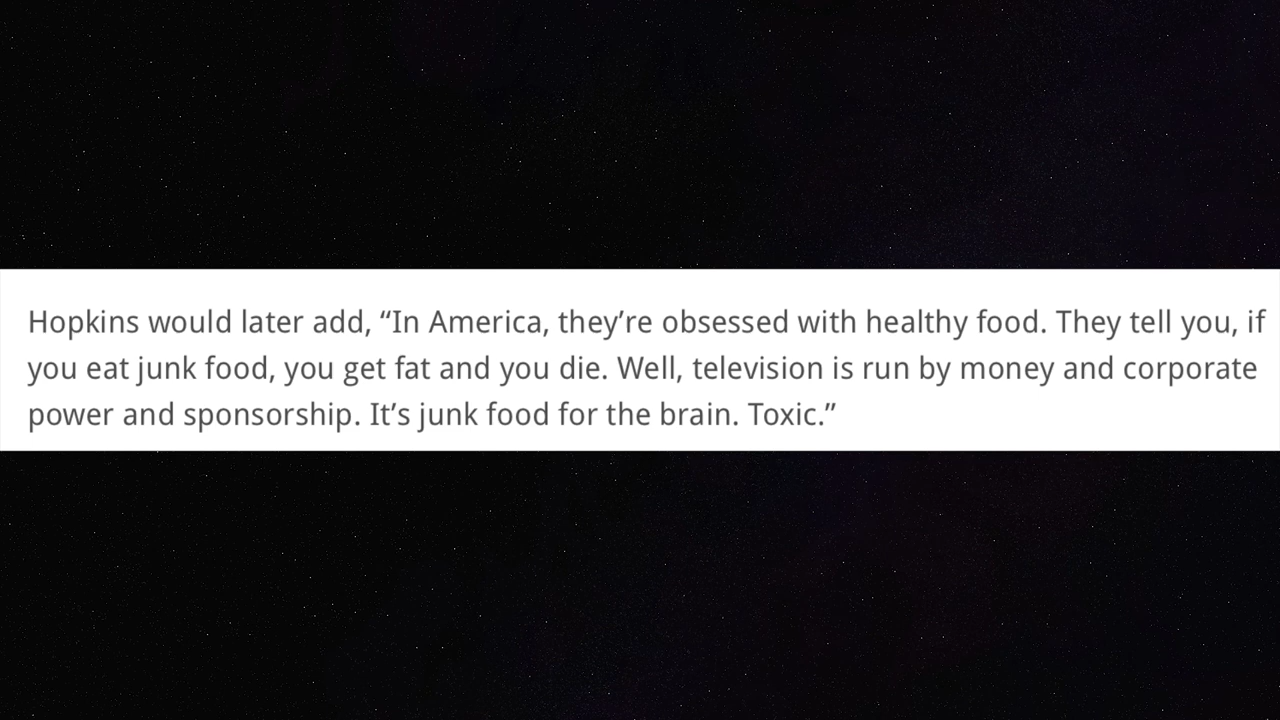 Hopkins would later add, “In America, they’re obsessed with healthy food. They tell you, if
you eat junk food, you get fat and you die. Well, television is run by money and corporate
power and sponsorship. It’s junk food for the brain. Toxic.”